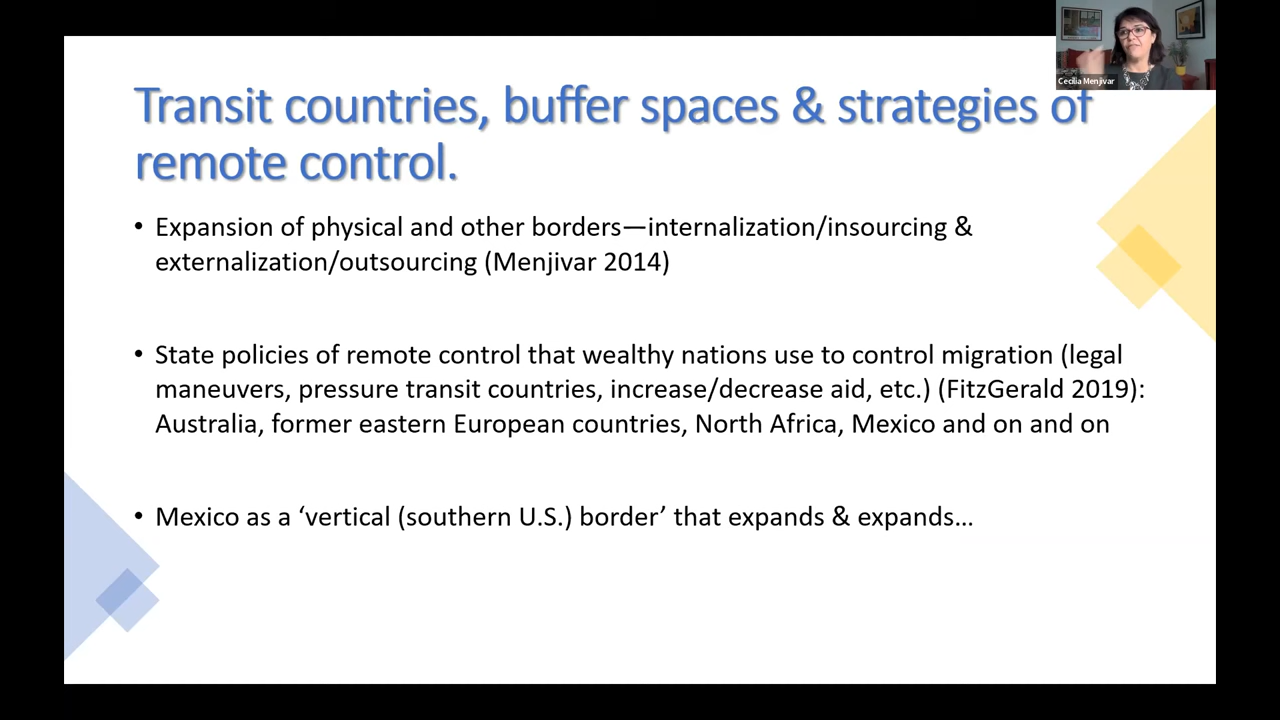 Cecilia Menjivar
Transit countries, buffer spaces & strategies of
remote control.
• Expansion of physical and other borders—internalization/insourcing &
externalization/outsourcing (Menjivar 2014)
• State policies of remote control that wealthy nations use to control migration (legal
maneuvers, pressure transit countries, increase/decrease aid, etc.) (FitzGerald 2019):
Australia, former eastern European countries, North Africa, Mexico and on and on
• Mexico as a ‘vertical (southern U.S.) border’ that expands & expands…